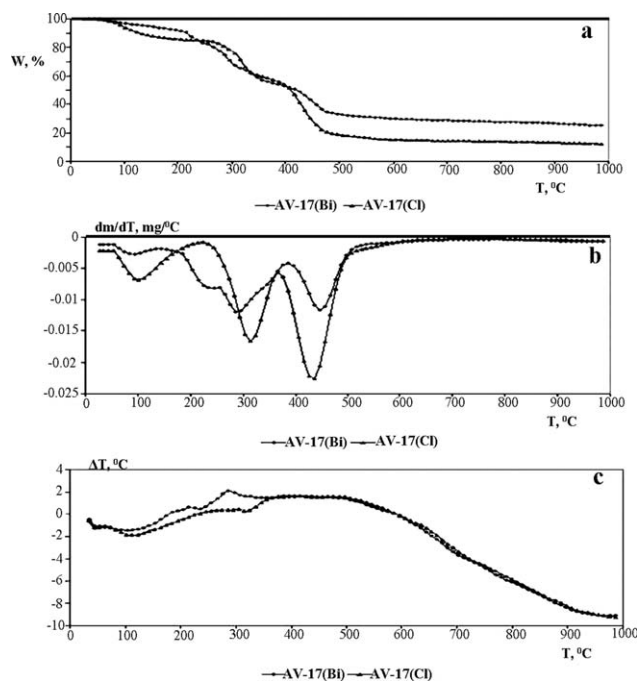 100
a
W, %
80
60
40
20
0
0 100 200 300 400 500 600 700 800 900 1000
T, ⁰C
AV-17(Bi) AV-17(Cl)
dm/dT, mg/⁰C
0
b
-0.005
-0.01
-0.015
-0.02
-0.025
0 100 200 300 400 500 600 700 800 900 1000
T, ⁰C
AV-17(Bi) AV-17(Cl)
ΔT, ⁰C
4
c
2
0
-2
-4
-6
-8
-10
0 100 200 300 400 500 600 700 800 900 1000
T, ⁰C
AV-17(Bi) AV-17(Cl)